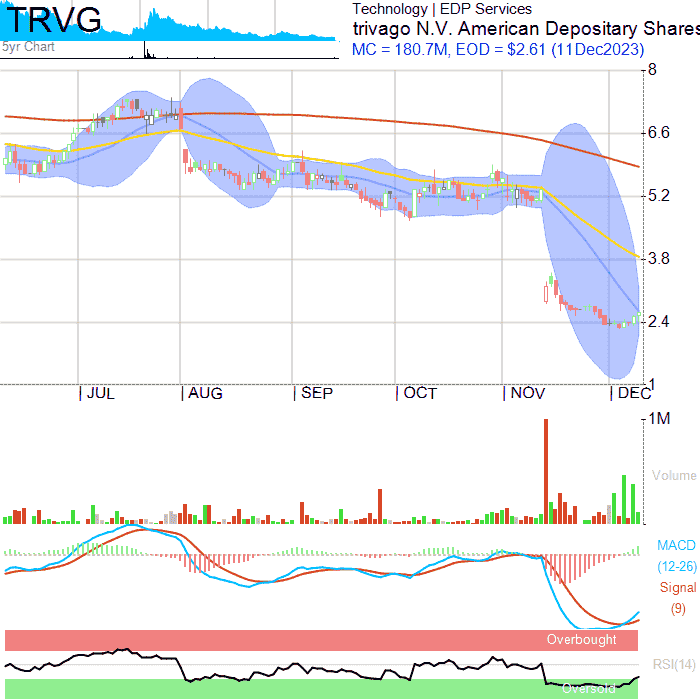 TRVG
Technology | EDP Services
trivago N.V. American Depositary Shares
MC = 180.7M, EOD = $2.61 (11Dec2023)
5yr Chart
8
6.6
5.2
3.8
2.4
1
JUL AUG SEP OCT NOV DEC
1M
Volume
MACD
(12-26)
Signal
(9)
Overbought
RSI(14)
Oversold